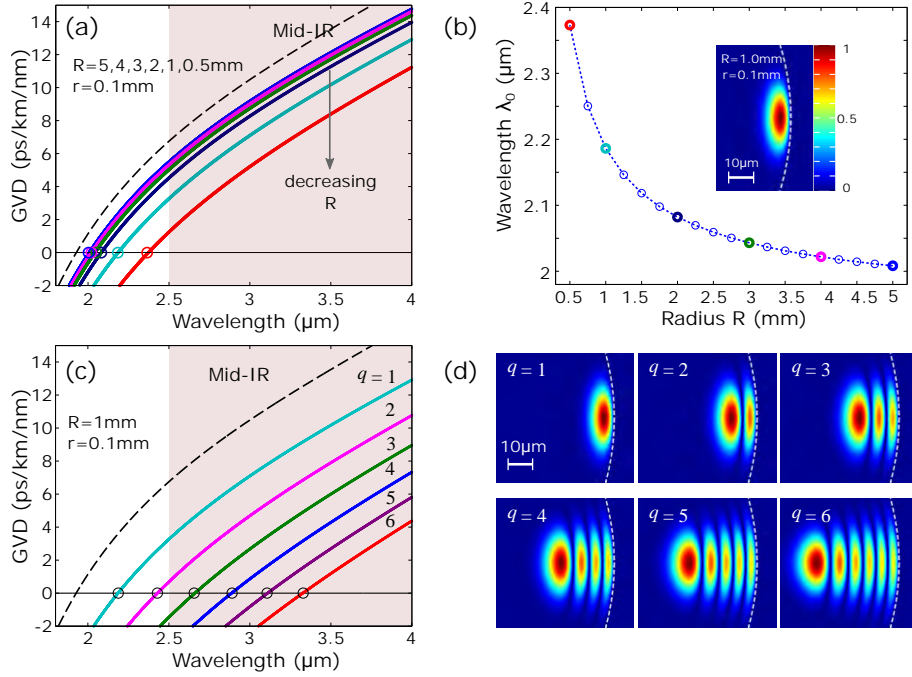 (a)
Mid-IR
R=5,4,3,2,1,0.5mm
r=0.1mm
decreasing
R
GVD (ps/km/nm)
14
12
10
8
6
4
2
0
-2
2
2.5
3
3.5
4
Wavelength (µm)
(b)
Wavelength λ₀ (µm)
2.4
2.3
2.2
2.1
2
0.5
1
1.5
2
2.5
3
3.5
4
4.5
5
Radius R (mm)
R=1.0mm
r=0.1mm
10µm
1
0.5
0
(c)
Mid-IR
R=1mm
r=0.1mm
q = 1
2
3
4
5
6
GVD (ps/km/nm)
14
12
10
8
6
4
2
0
-2
2
2.5
3
3.5
4
Wavelength (µm)
(d)
q = 1
10µm
q = 2
q = 3
q = 4
q = 5
q = 6